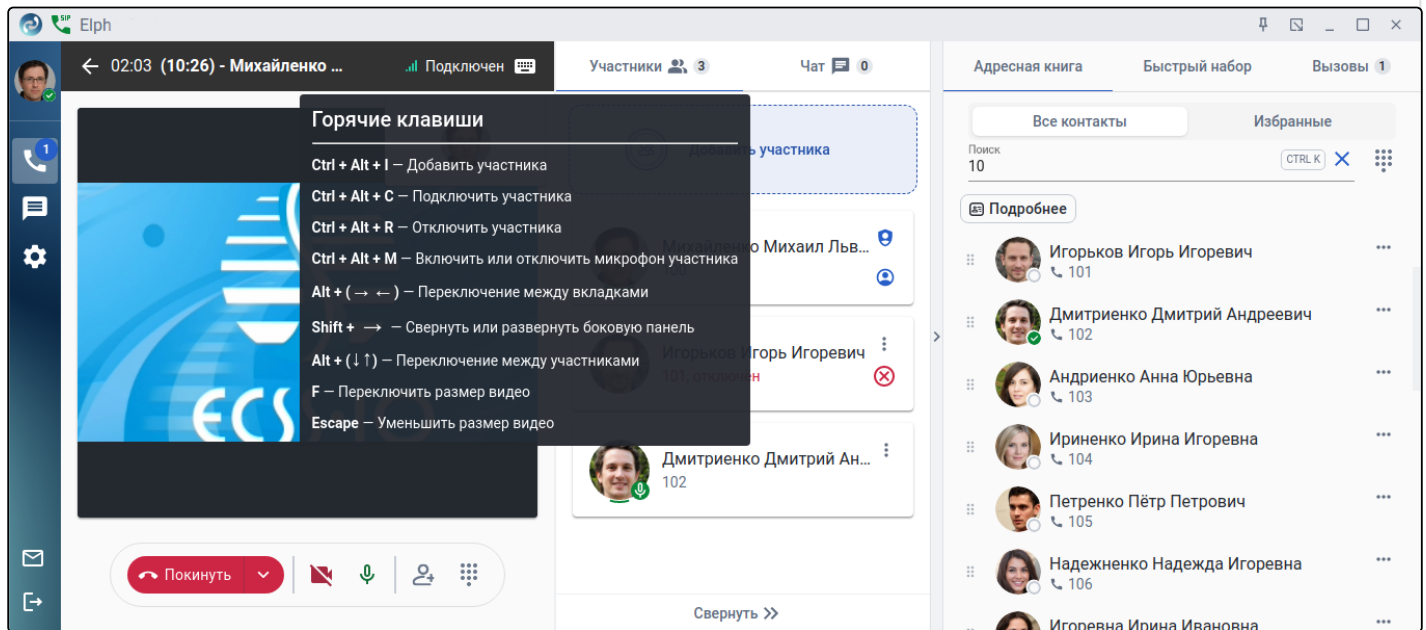 SIP
Elph
02:03 (10:26) - Михайленко ...
Подключен
Участники 3
Чат 0
Адресная книга
Быстрый набор
Вызовы 1
1
Горячие клавиши
Ctrl + Alt + I — Добавить участника
Ctrl + Alt + C — Подключить участника
Ctrl + Alt + R — Отключить участника
Ctrl + Alt + M — Включить или отключить микрофон участника
Alt + ( → ← ) — Переключение между вкладками
Shift + → — Свернуть или развернуть боковую панель
Alt + (↓ ↑) — Переключение между участниками
F — Переключить размер видео
Escape — Уменьшить размер видео
Добавить участника
Михайленко Михаил Льв...
100
Игорьков Игорь Игоревич
101, отключен
Дмитриенко Дмитрий Ан...
102
Свернуть
Покинуть
Все контакты
Избранные
Поиск
10
CTRL K
Подробнее
Игорьков Игорь Игоревич
101
Дмитриенко Дмитрий Андреевич
102
Андриенко Анна Юрьевна
103
Ириненко Ирина Игоревна
104
Петренко Пётр Петрович
105
Надежненко Надежда Игоревна
106
Игоревна Ирина Ивановна